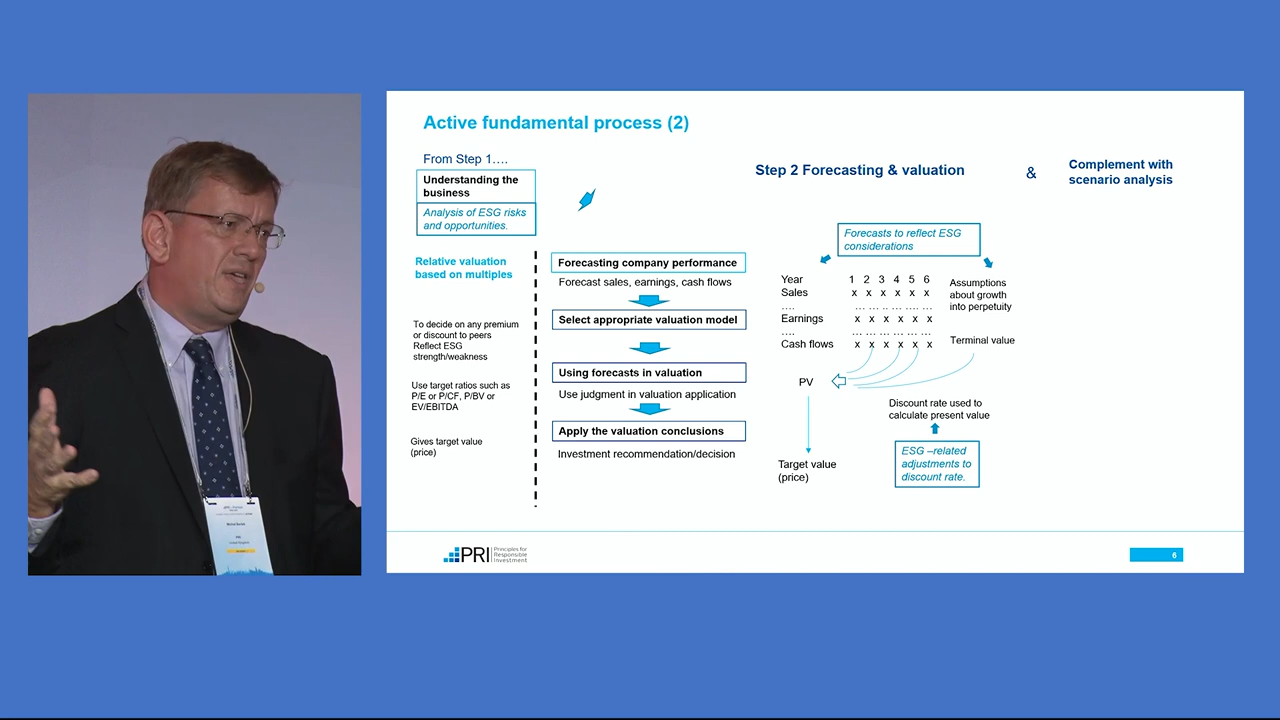 Active fundamental process (2)
From Step 1….
Understanding the
business
Analysis of ESG risks
and opportunities.
Relative valuation
based on multiples
To decide on any premium
or discount to peers
Reflect ESG
strength/weakness
Use target ratios such as
P/E or P/CF, P/BV or
EV/EBITDA
Gives target value
(price)
Forecasting company performance
Forecast sales, earnings, cash flows
Select appropriate valuation model
Using forecasts in valuation
Use judgment in valuation application
Apply the valuation conclusions
Investment recommendation/decision
Step 2 Forecasting & valuation
&
Complement with
scenario analysis
Forecasts to reflect ESG
considerations
Year 1 2 3 4 5 6
Sales x x x x x x
…. … … .. … …. …
Earnings x x x x x x
…. … … … … … …
Cash flows x x x x x x
Assumptions
about growth
into perpetuity
Terminal value
PV
Discount rate used to
calculate present value
ESG –related
adjustments to
discount rate.
Target value
(price)
PRI
Principles for
Responsible
Investment
6